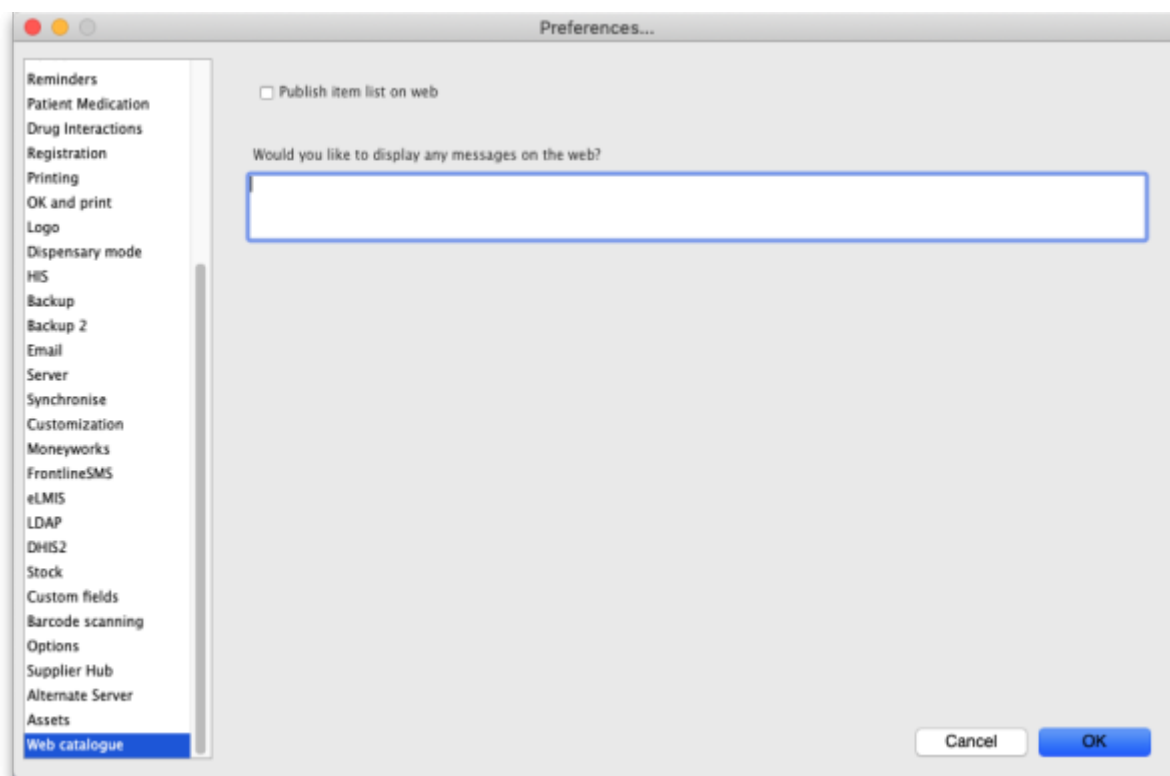 Preferences...
Reminders
Patient Medication
Drug Interactions
Registration
Printing
OK and print
Logo
Dispensary mode
HIS
Backup
Backup 2
Email
Server
Synchronise
Customization
Moneyworks
FrontlineSMS
eLMIS
LDAP
DHIS2
Stock
Custom fields
Barcode scanning
Options
Supplier Hub
Alternate Server
Assets
Web catalogue
Publish item list on web
Would you like to display any messages on the web?
Cancel
OK